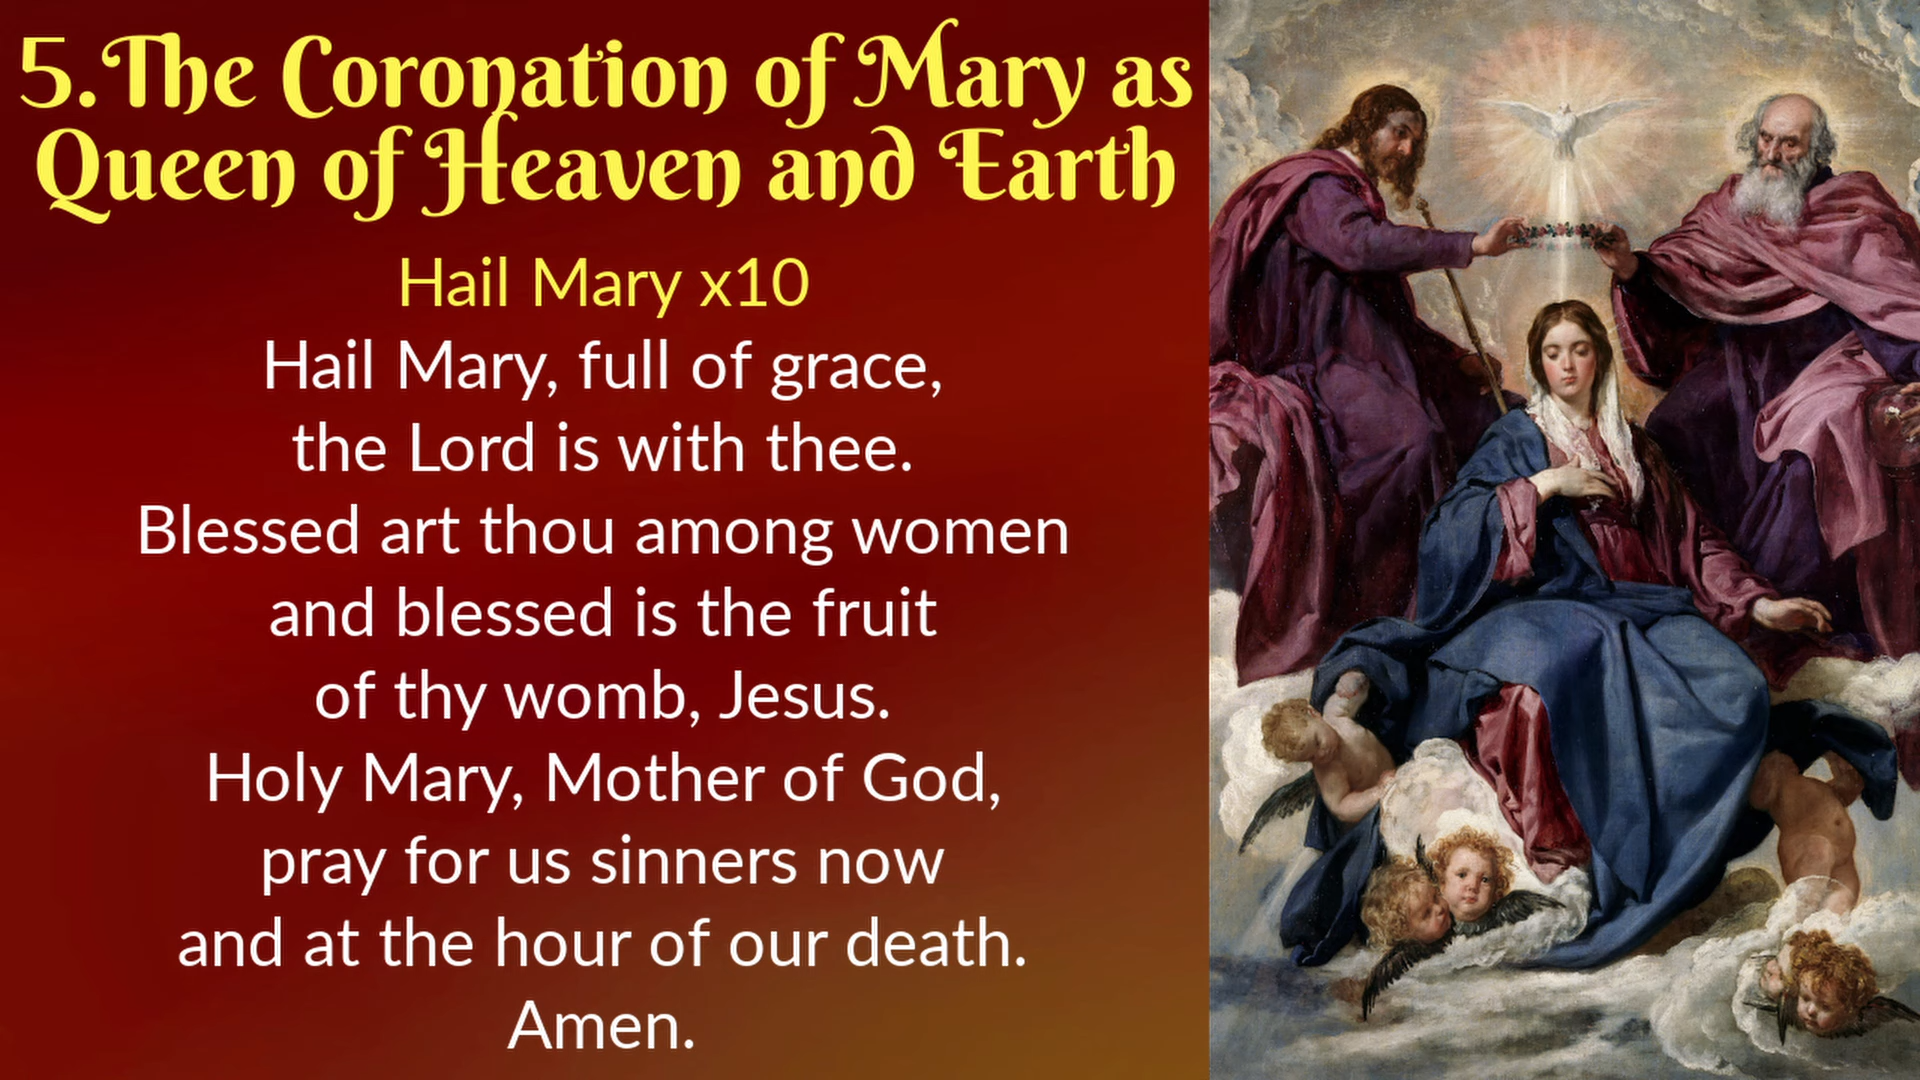 5.The Coronation of Mary as
Queen of Heaven and Earth
Hail Mary x10
Hail Mary, full of grace,
the Lord is with thee.
Blessed art thou among women
and blessed is the fruit
of thy womb, Jesus.
Holy Mary, Mother of God,
pray for us sinners now
and at the hour of our death.
Amen.